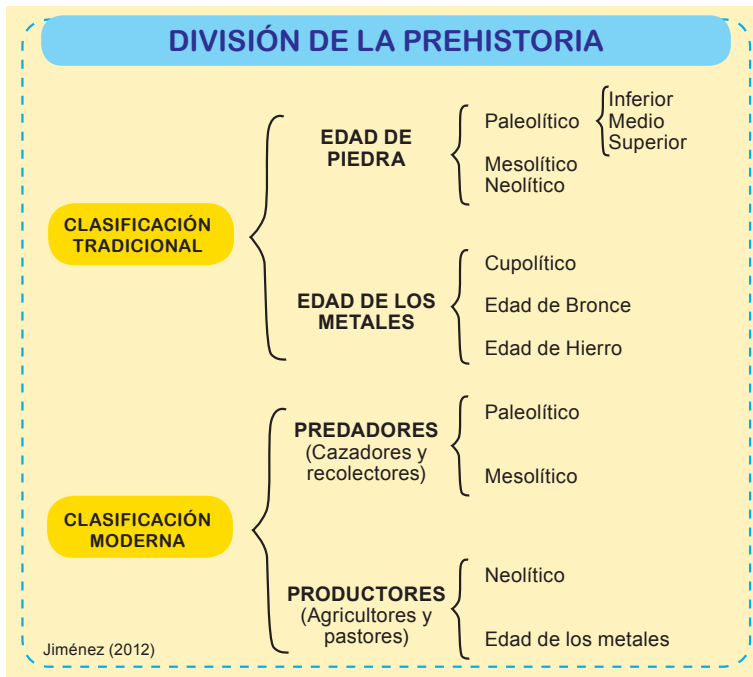 DIVISIÓN DE LA PREHISTORIA
CLASIFICACIÓN
TRADICIONAL
EDAD DE
PIEDRA
Paleolítico
Inferior
Medio
Superior
Mesolítico
Neolítico
EDAD DE LOS
METALES
Cupolítico
Edad de Bronce
Edad de Hierro
CLASIFICACIÓN
MODERNA
PREDADORES
(Cazadores y
recolectores)
Paleolítico
Mesolítico
PRODUCTORES
(Agricultores y
pastores)
Neolítico
Edad de los metales
Jiménez (2012)